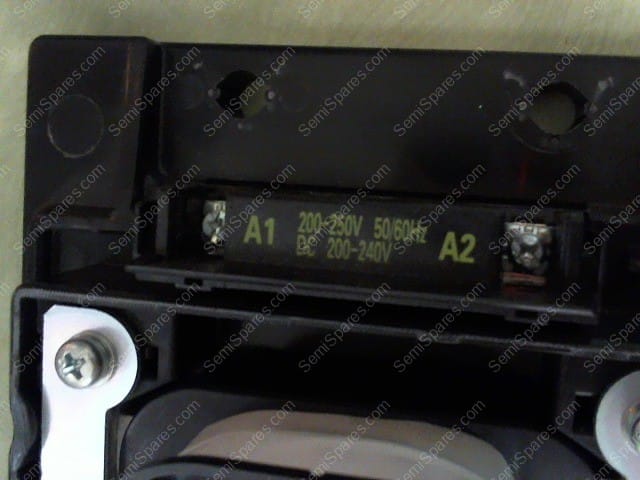 A1 200-250V 50/60Hz A2
DC 200-240V
SemiSpares.com